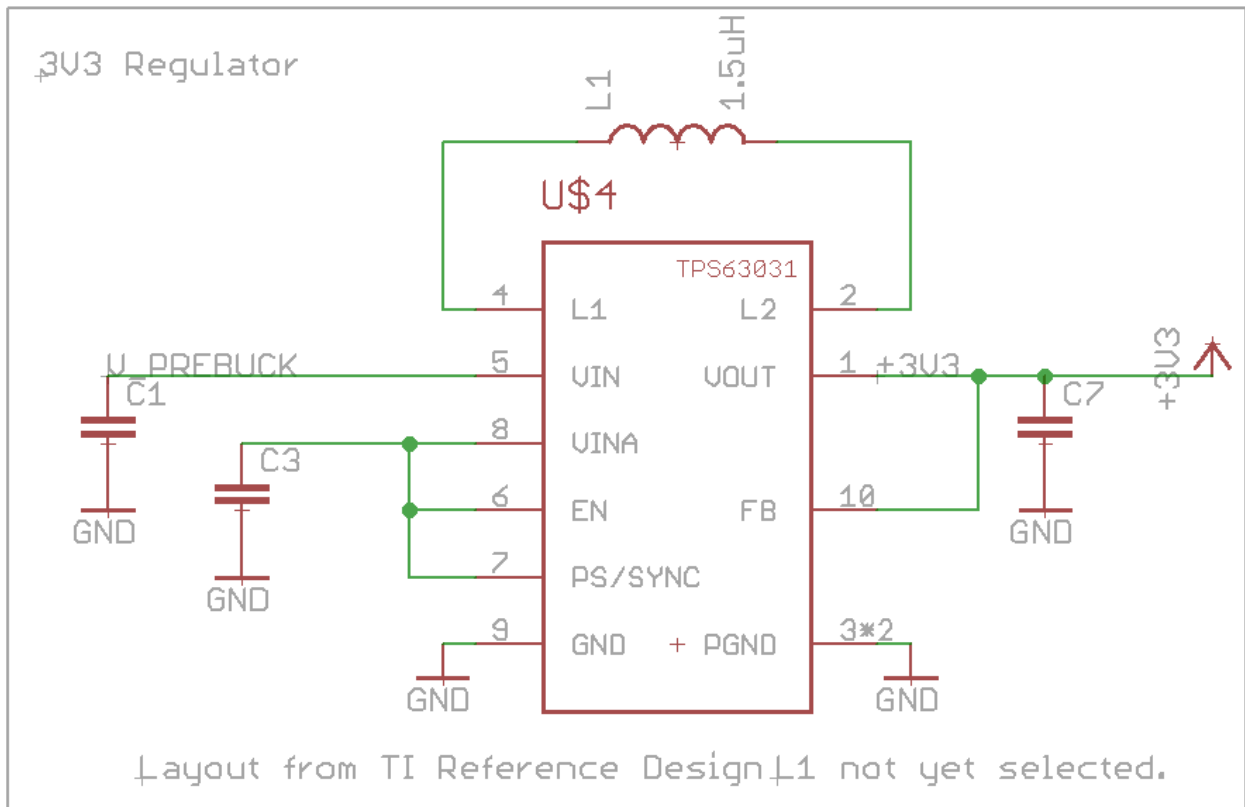 3V3 Regulator
L1
1.5uH
U$4
TPS63031
4 L1 L2 2
V_PREBUCK
5 VIN VOUT 1 +3V3
+3V3
C1
C7
8 VINA
C3
6 EN FB 10
GND
GND
7 PS/SYNC
GND
9 GND PGND 3*2
GND
GND
Layout from TI Reference Design L1 not yet selected.